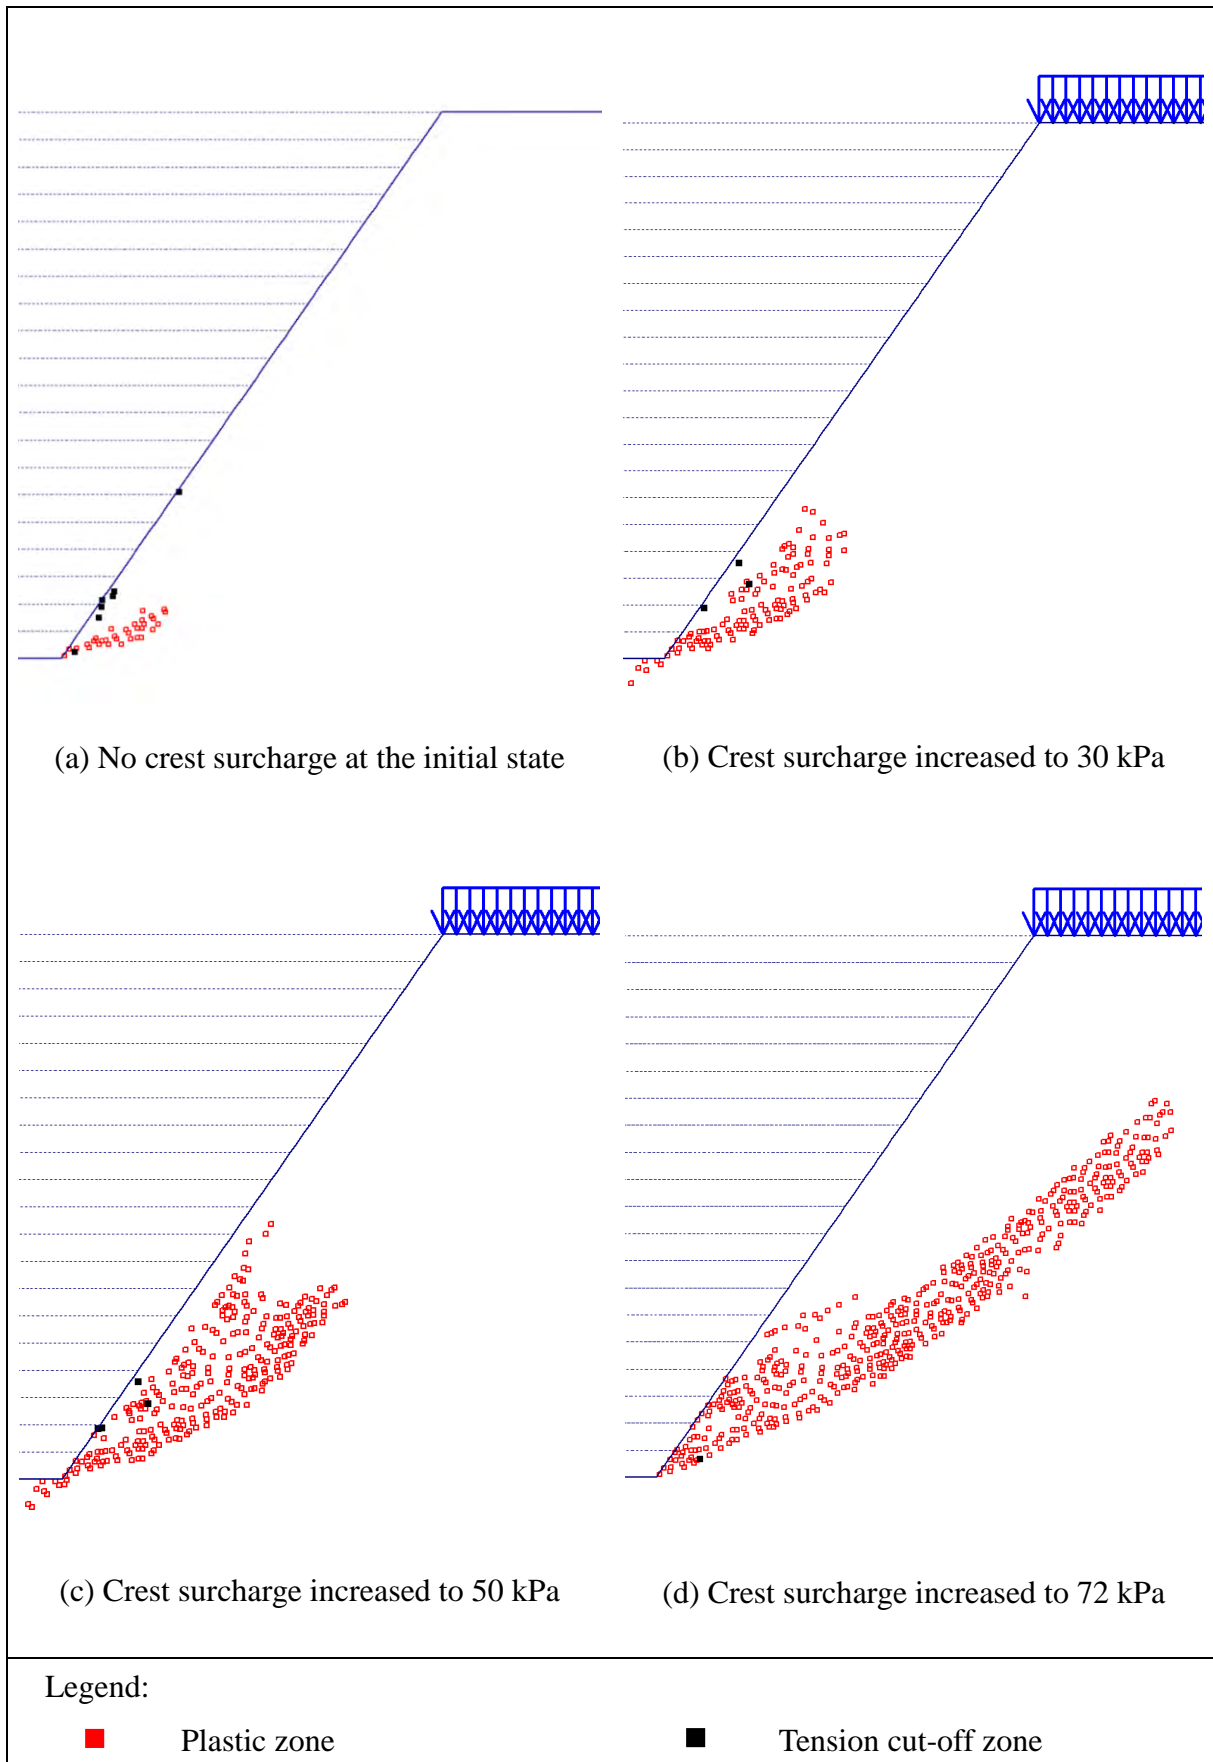 (a) No crest surcharge at the initial state
(b) Crest surcharge increased to 30 kPa
(c) Crest surcharge increased to 50 kPa
(d) Crest surcharge increased to 72 kPa
Legend:
Plastic zone
Tension cut-off zone